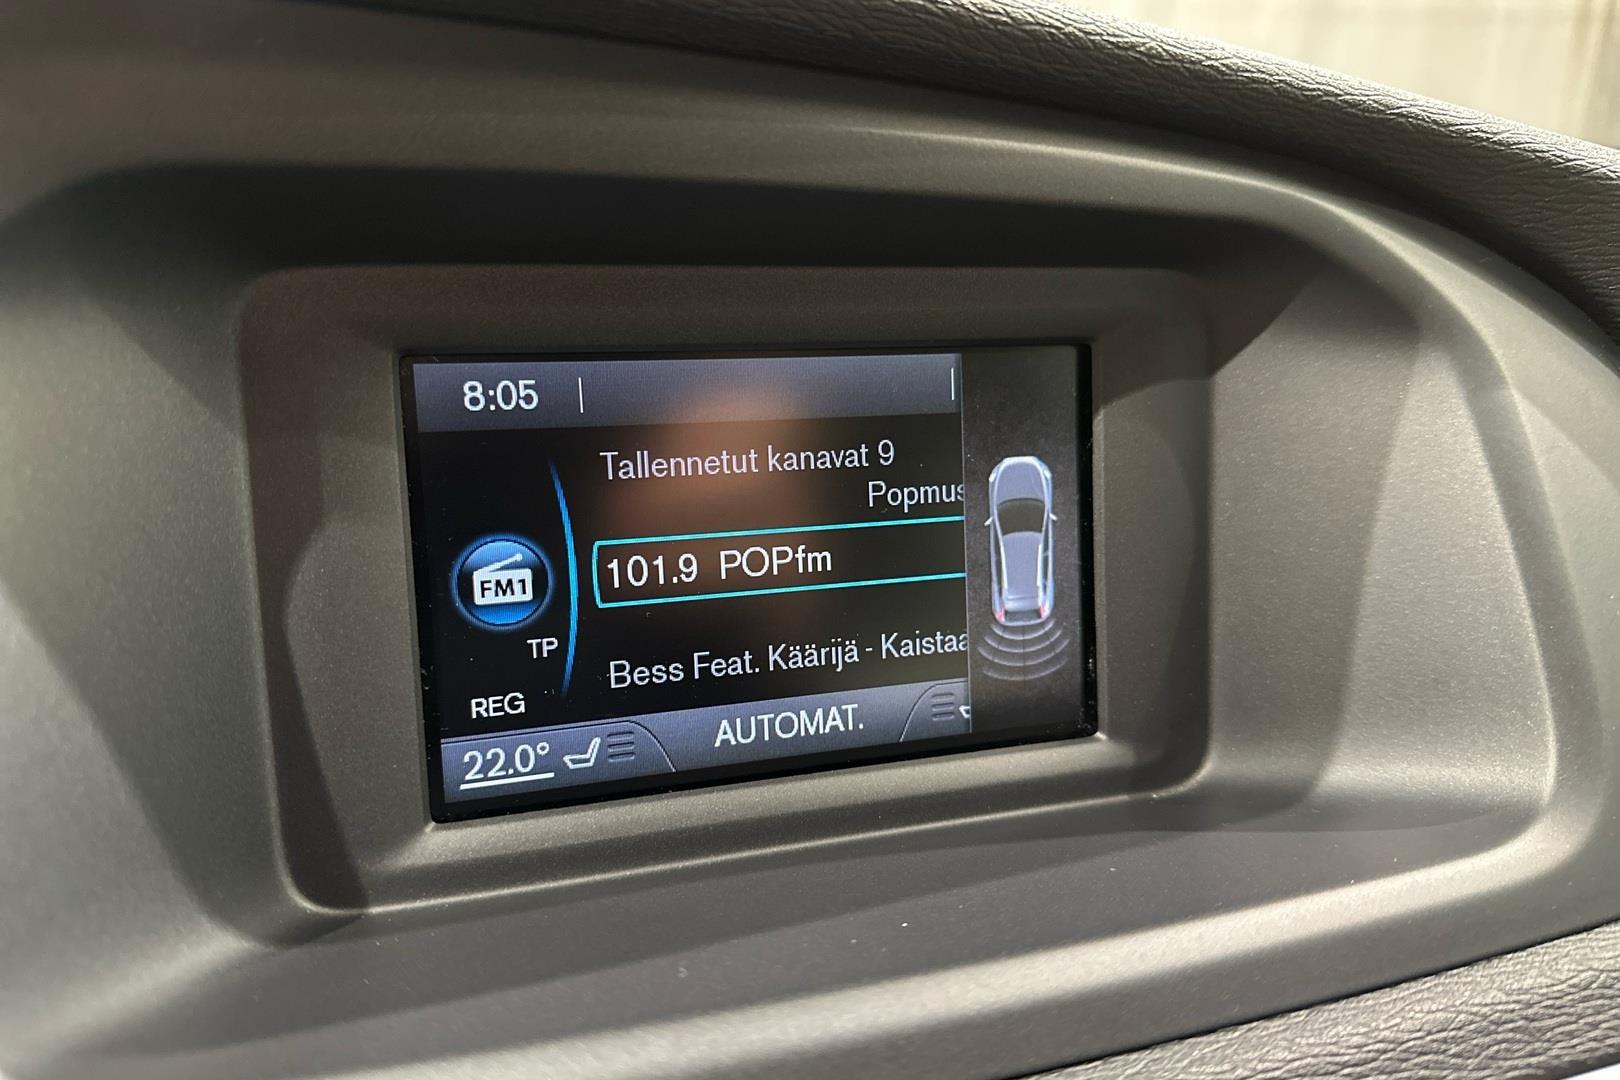 8:05
Tallennetut kanavat 9
Popmus
101.9 POPfm
FM1
TP
Bess Feat. Käärijä - Kaistaa
REG
AUTOMAT.
22.0°